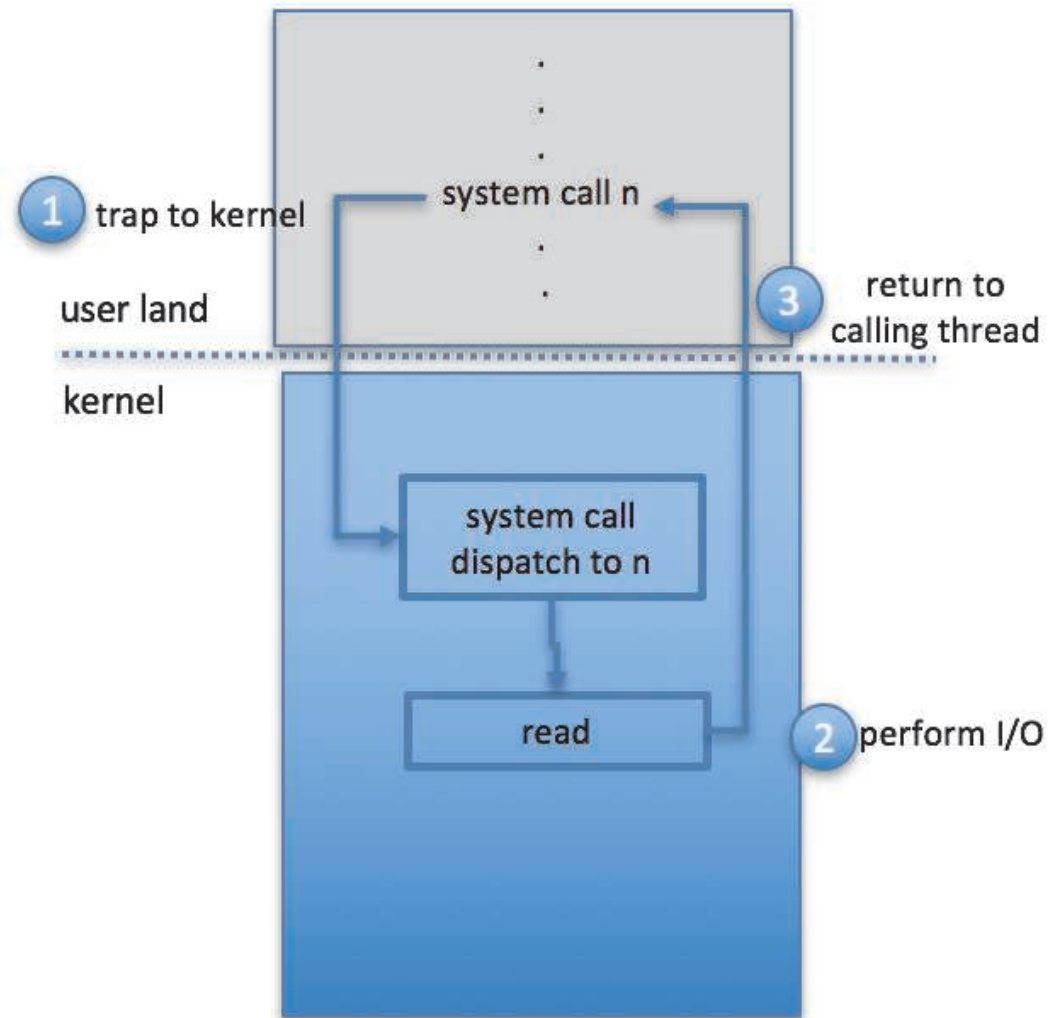 system call n
1 trap to kernel
3 return to
calling thread
user land
kernel
system call
dispatch to n
read
2 perform I/O